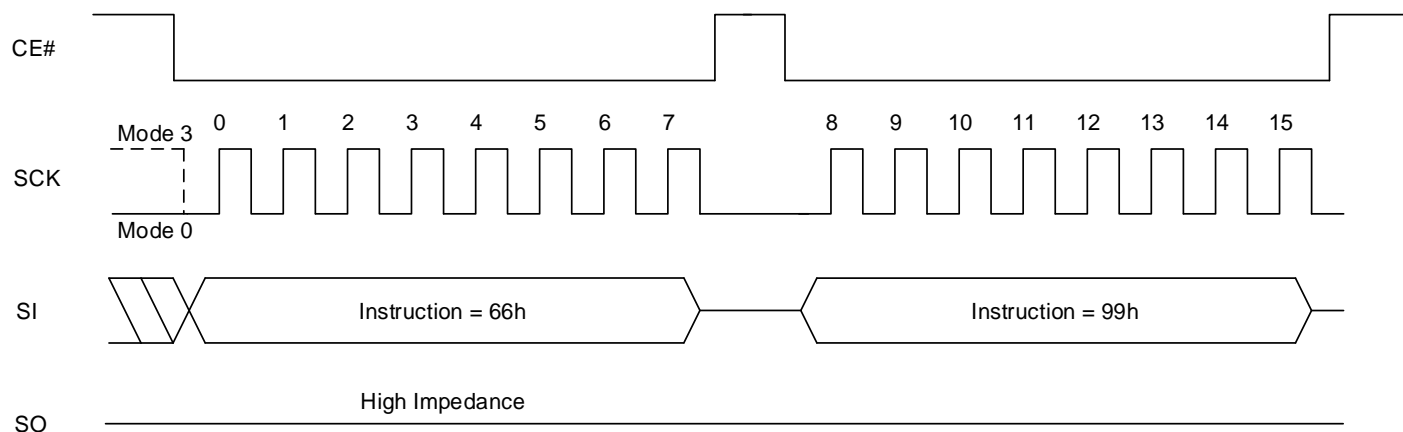 CE#
Mode 3
0 1 2 3 4 5 6 7 8 9 10 11 12 13 14 15
SCK
Mode 0
SI Instruction = 66h Instruction = 99h
High Impedance
SO